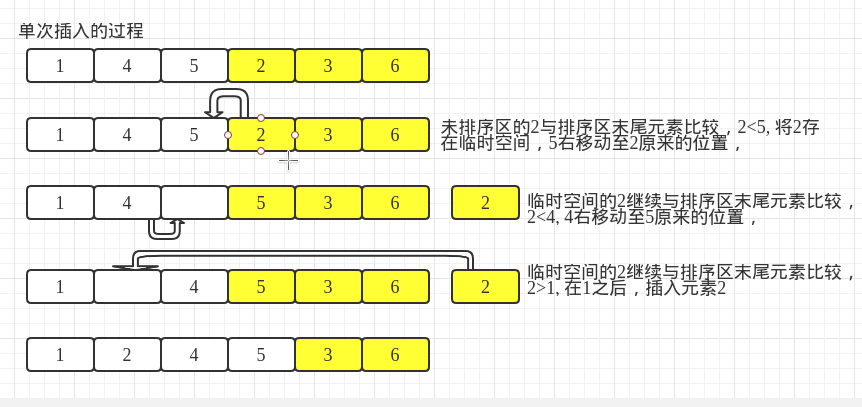 单次插入的过程
1 4 5 2 3 6
1 4 5 2 3 6
未排序区的2与排序区末尾元素比较，2<5, 将2存
在临时空间，5右移动至2原来的位置，
1 4 5 3 6 2
临时空间的2继续与排序区末尾元素比较，
2<4, 4右移动至5原来的位置，
1 4 5 3 6 2
临时空间的2继续与排序区末尾元素比较，
2>1, 在1之后，插入元素2
1 2 4 5 3 6